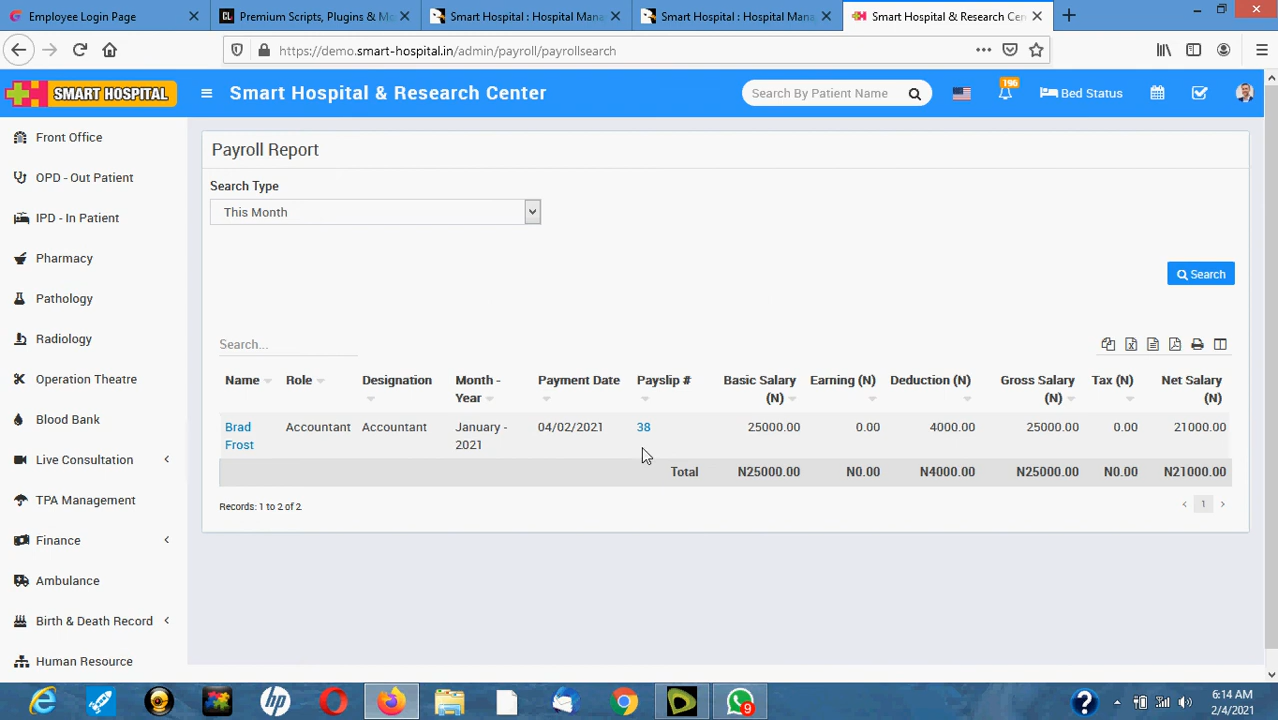 Employee Login Page
Premium Scripts, Plugins & Mo
Smart Hospital : Hospital Mana
Smart Hospital : Hospital Mana
Smart Hospital & Research Cen
https://demo.smart-hospital.in/admin/payroll/payrollsearch
SMART HOSPITAL
Smart Hospital & Research Center
Search By Patient Name
196
Bed Status
Front Office
OPD - Out Patient
IPD - In Patient
Pharmacy
Pathology
Radiology
Operation Theatre
Blood Bank
Live Consultation
TPA Management
Finance
Ambulance
Birth & Death Record
Human Resource
Payroll Report
Search Type
This Month
Search
Search...
Name Role Designation Month - Year Payment Date Payslip # Basic Salary (N) Earning (N) Deduction (N) Gross Salary (N) Tax (N) Net Salary (N)
Brad Frost Accountant Accountant January - 2021 04/02/2021 38 25000.00 0.00 4000.00 25000.00 0.00 21000.00
Total N25000.00 N0.00 N4000.00 N25000.00 N0.00 N21000.00
Records: 1 to 2 of 2
1
9
6:14 AM
2/4/2021